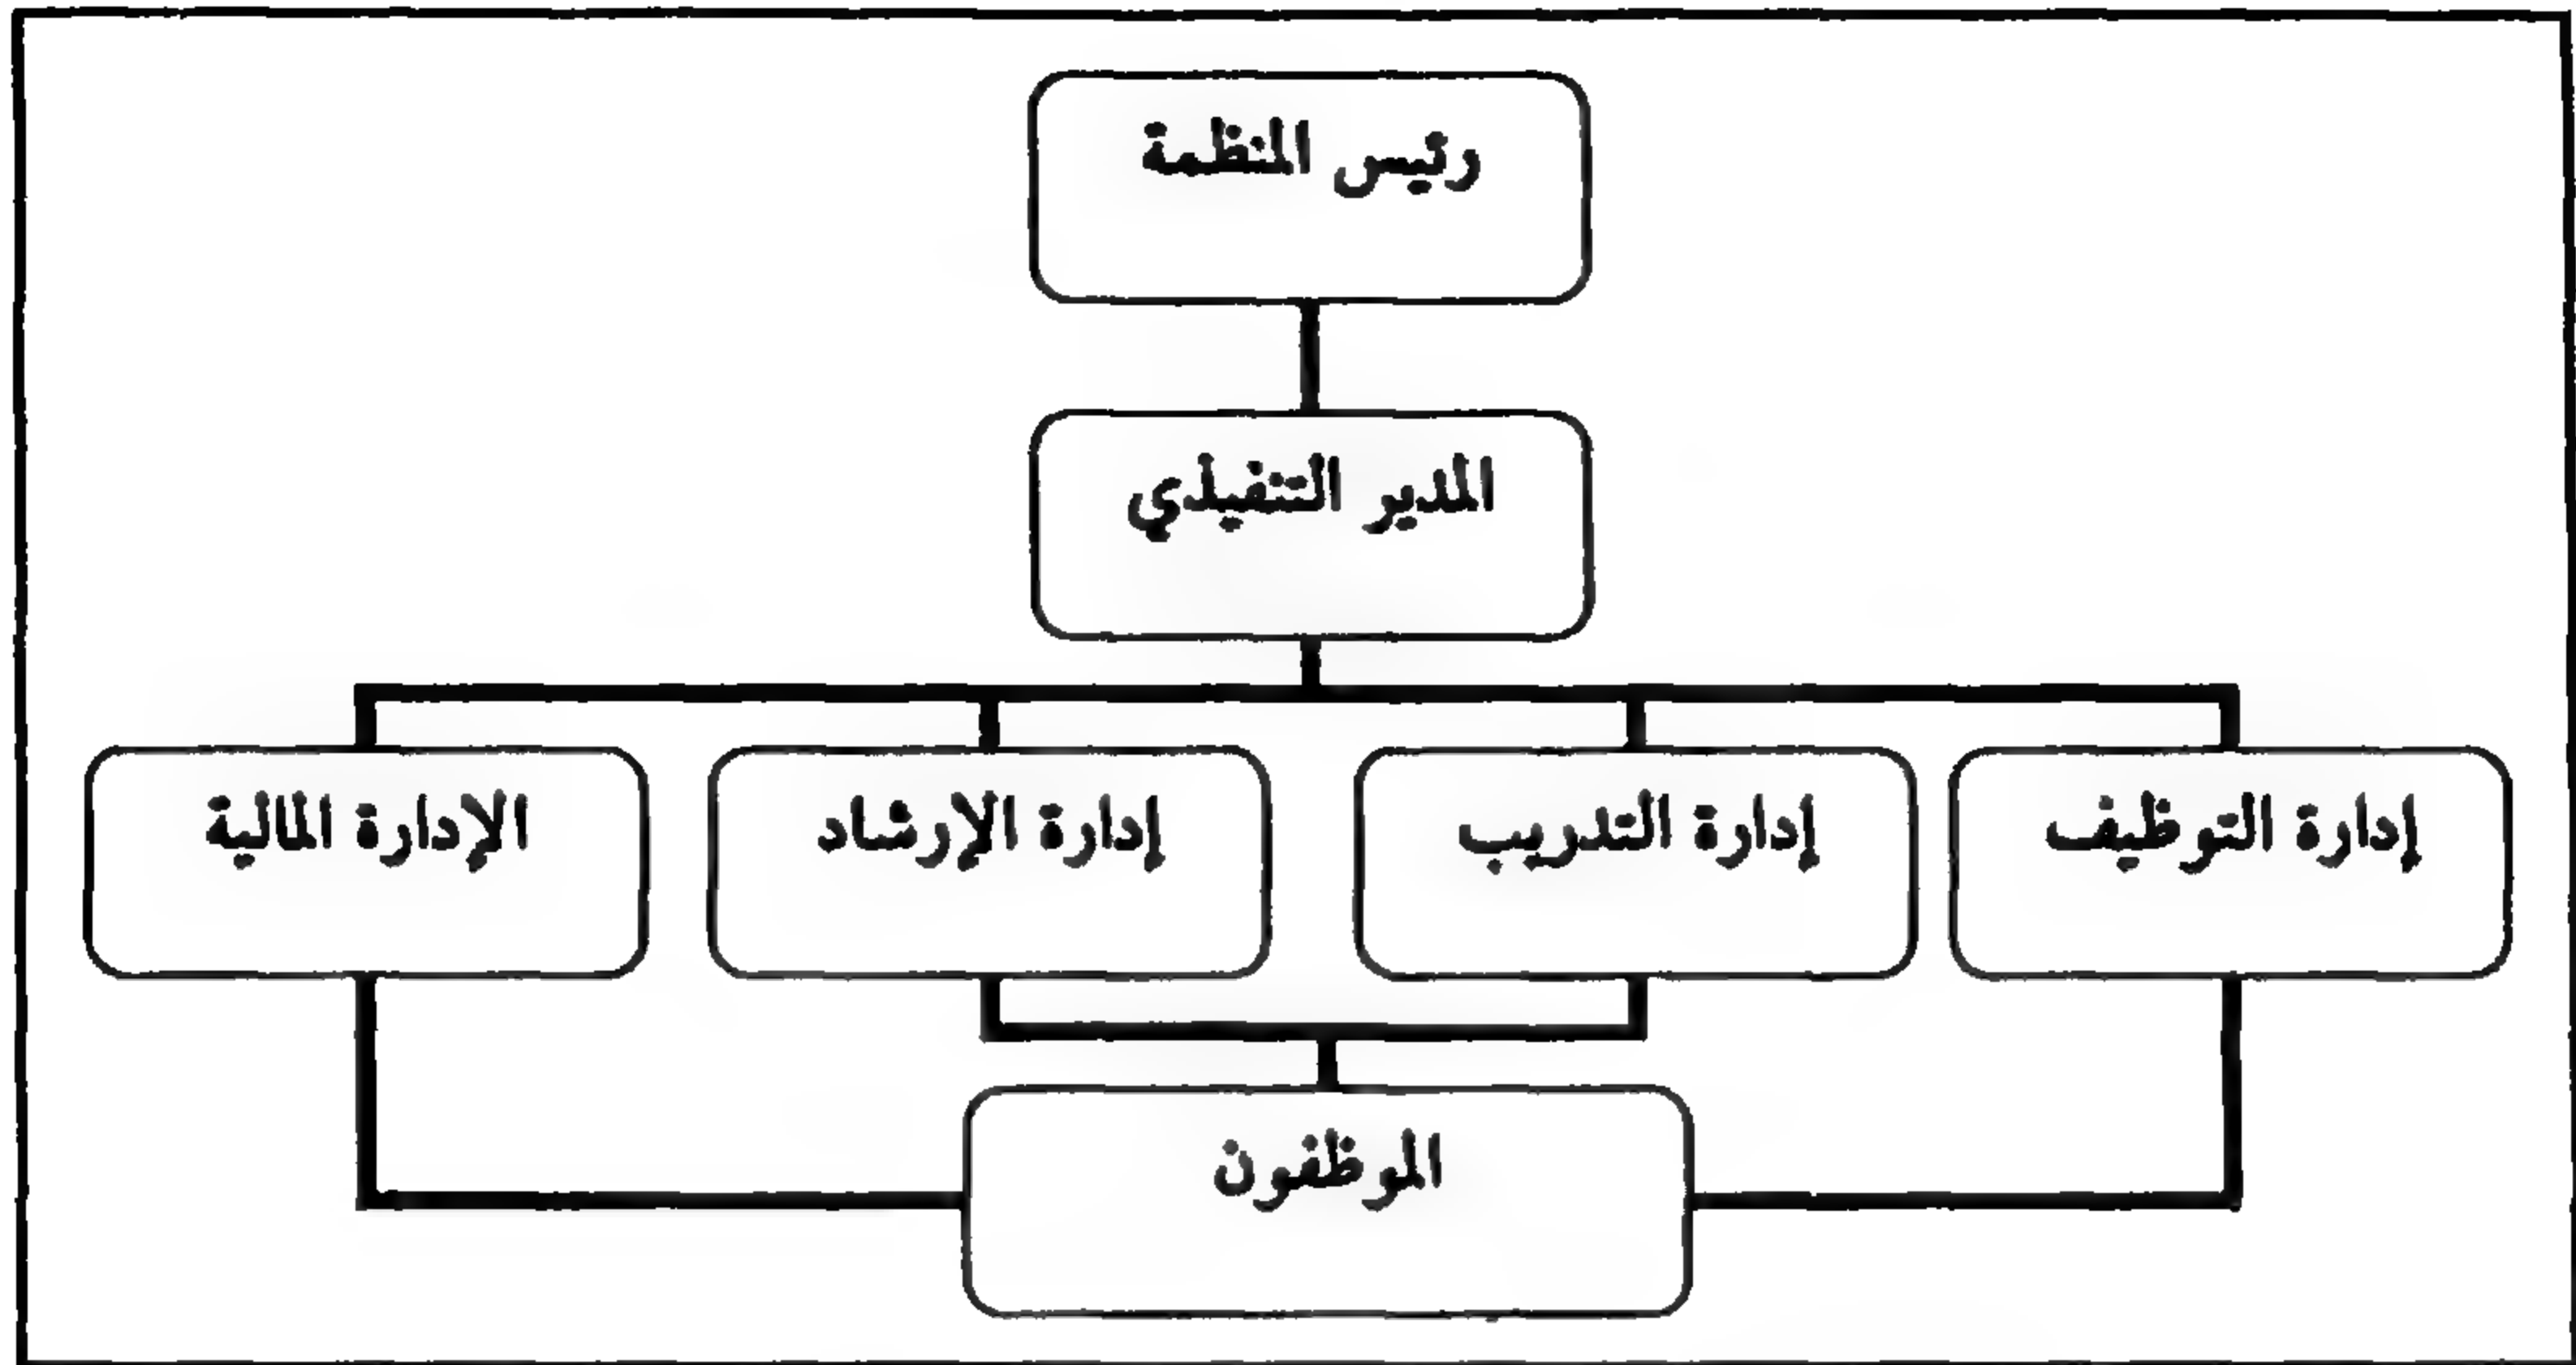 رئيس المنظمة
المدير التنفيذي
إدارة التوظيف
إدارة التدريب
إدارة الإرشاد
الإدارة المالية
الموظفون